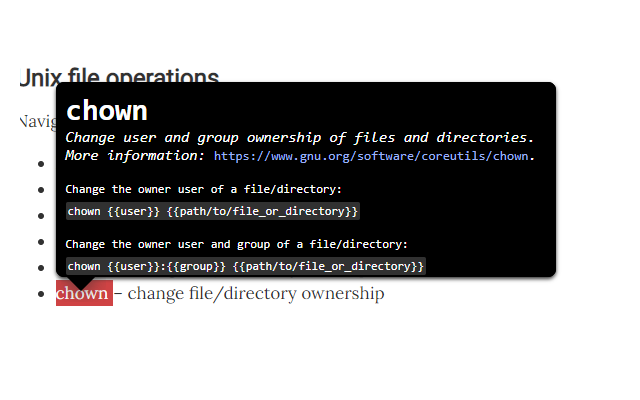 Unix file operations
Navig
chown
Change user and group ownership of files and directories.
More information: https://www.gnu.org/software/coreutils/chown.
Change the owner user of a file/directory:
chown {{user}} {{path/to/file_or_directory}}
Change the owner user and group of a file/directory:
chown {{user}}:{{group}} {{path/to/file_or_directory}}
chown – change file/directory ownership